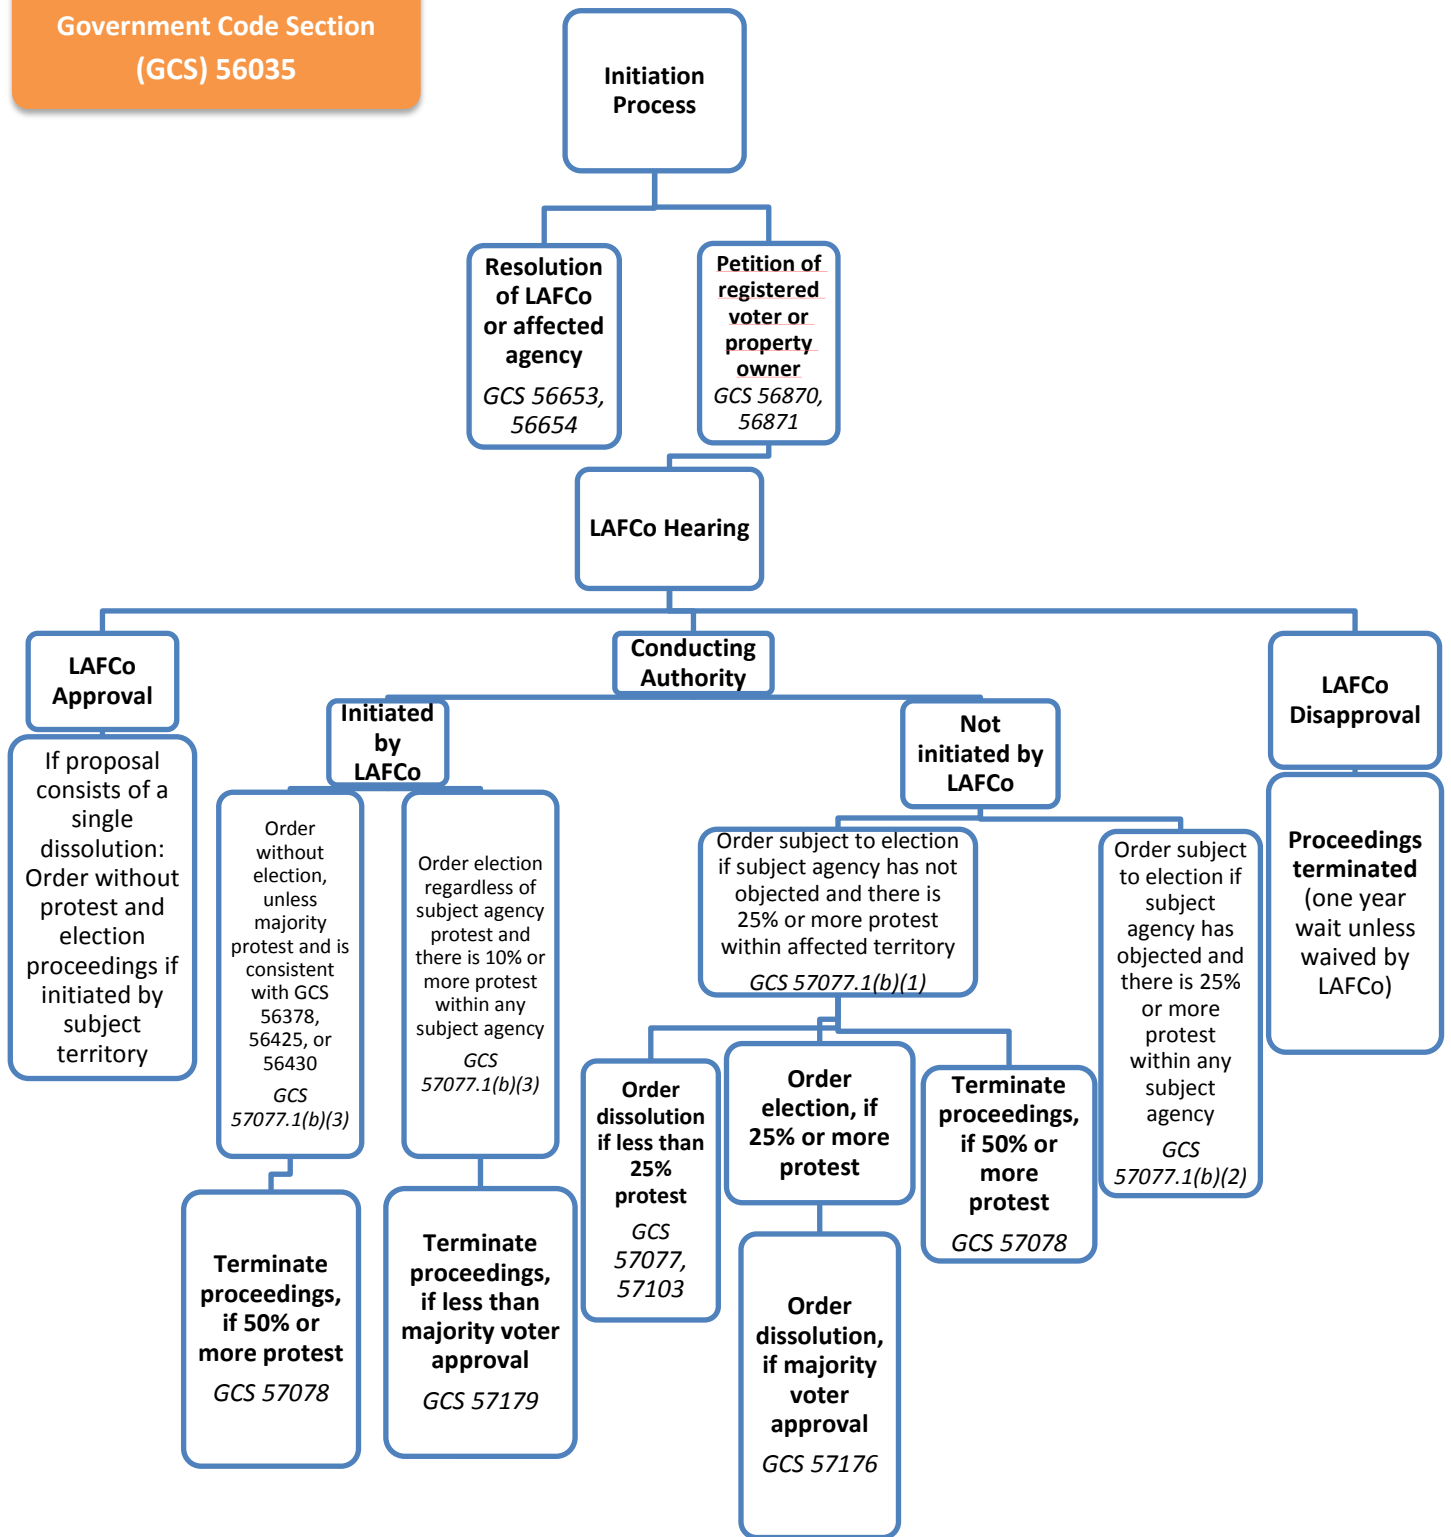 Government Code Section
(GCS) 56035
Initiation
Process
Resolution
of LAFCo
or affected
agency
GCS 56653,
56654
Petition of
registered
voter or
property
owner
GCS 56870,
56871
LAFCo Hearing
LAFCo
Approval
If proposal
consists of a
single
dissolution:
Order without
protest and
election
proceedings if
initiated by
subject
territory
Conducting
Authority
Initiated
by
LAFCo
Order
without
election,
unless
majority
protest and is
consistent
with GCS
56378,
56425, or
56430
GCS
57077.1(b)(3)
Terminate
proceedings,
if 50% or
more protest
GCS 57078
Order election
regardless of
subject agency
protest and
there is 10% or
more protest
within any
subject agency
GCS
57077.1(b)(3)
Terminate
proceedings,
if less than
majority voter
approval
GCS 57179
Not
initiated by
LAFCo
Order subject to election
if subject agency has not
objected and there is
25% or more protest
within affected territory
GCS 57077.1(b)(1)
Order
dissolution
if less than
25%
protest
GCS
57077,
57103
Order
election, if
25% or more
protest
Order
dissolution,
if majority
voter
approval
GCS 57176
Terminate
proceedings,
if 50% or
more
protest
GCS 57078
Order subject
to election if
subject
agency has
objected and
there is 25%
or more
protest
within any
subject
agency
GCS
57077.1(b)(2)
LAFCo
Disapproval
Proceedings
terminated
(one year
wait unless
waived by
LAFCo)